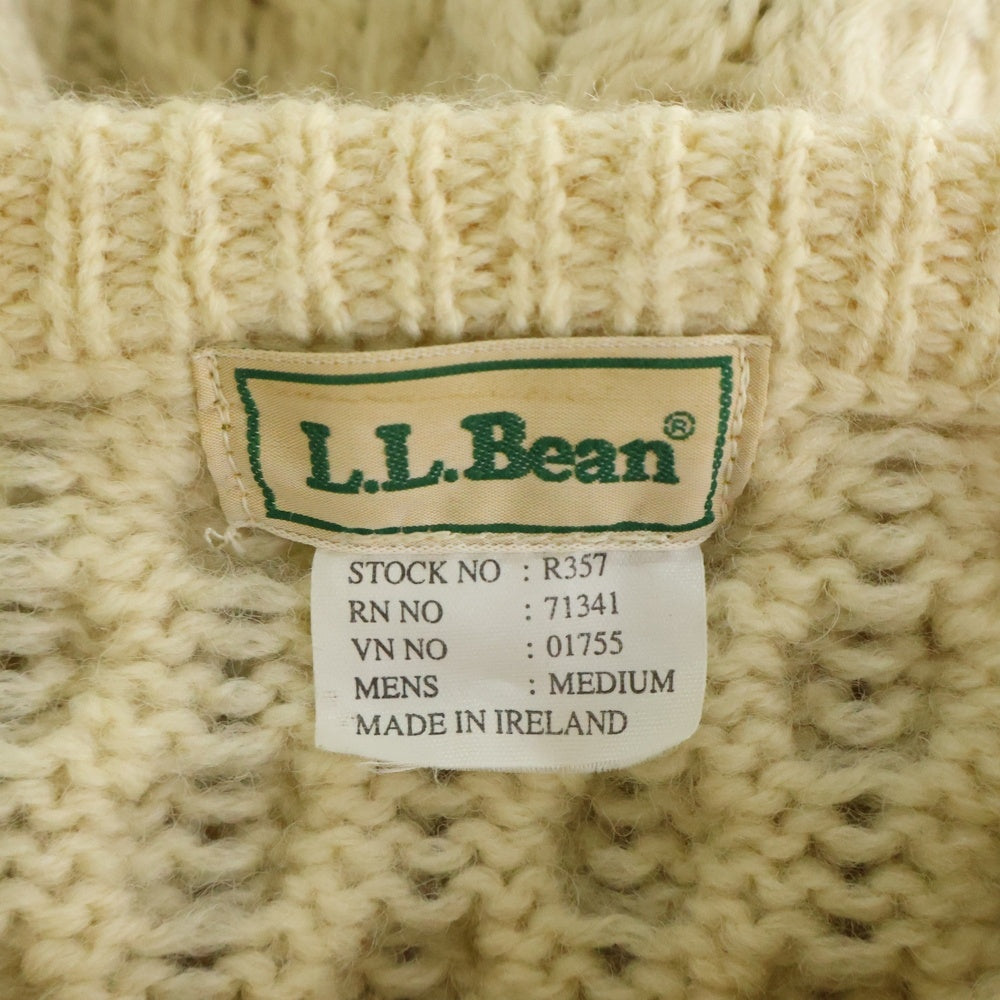 L.L.Bean®
STOCK NO : R357
RN NO : 71341
VN NO : 01755
MENS : MEDIUM
MADE IN IRELAND